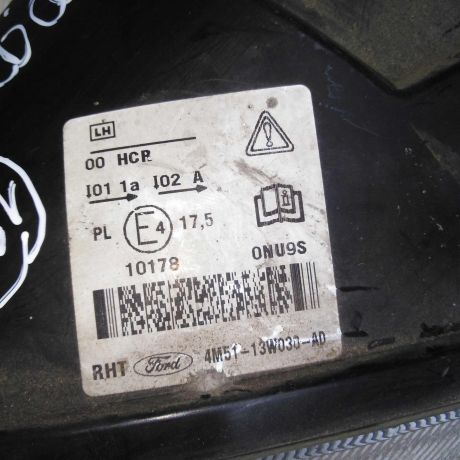 LH
00 HCR
I01 1a I02 A
PL E4 17,5
10178 0NU9S
RHT Ford 4M51-13W030-AD